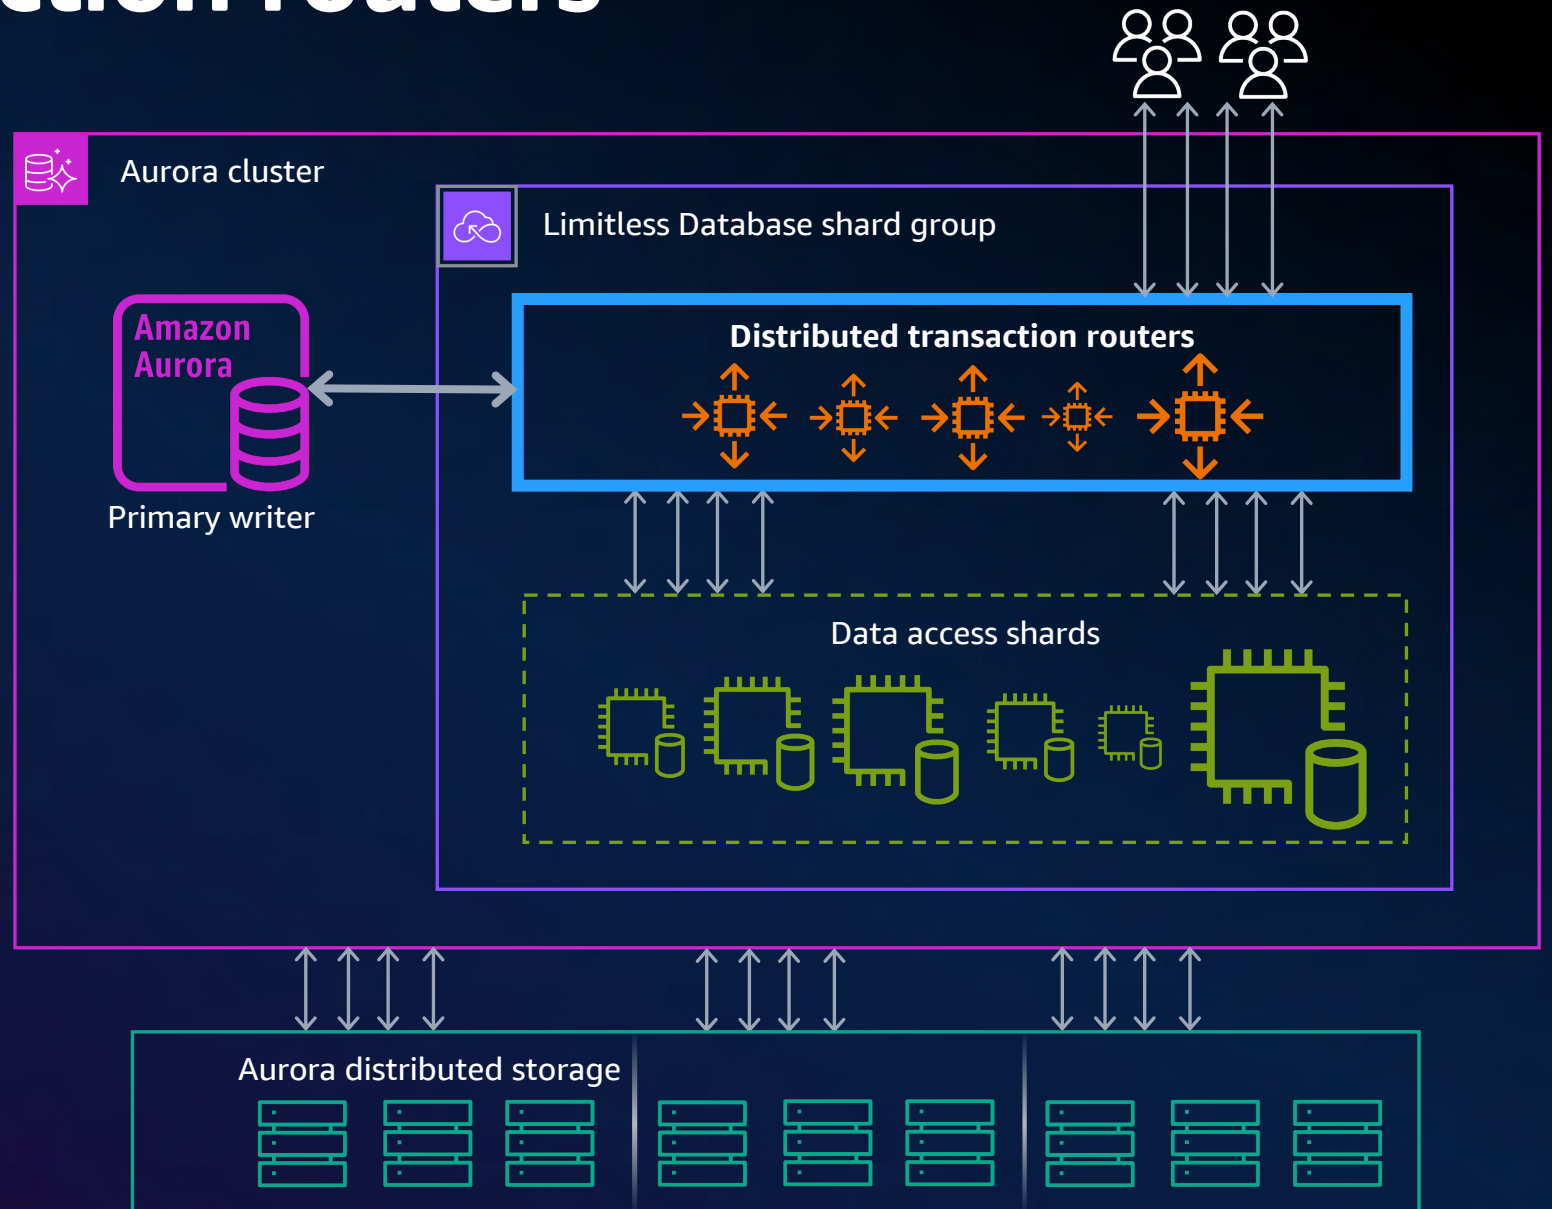 routers
Aurora cluster
Limitless Database shard group
Amazon
Aurora
Primary writer
Distributed transaction routers
Data access shards
Aurora distributed storage